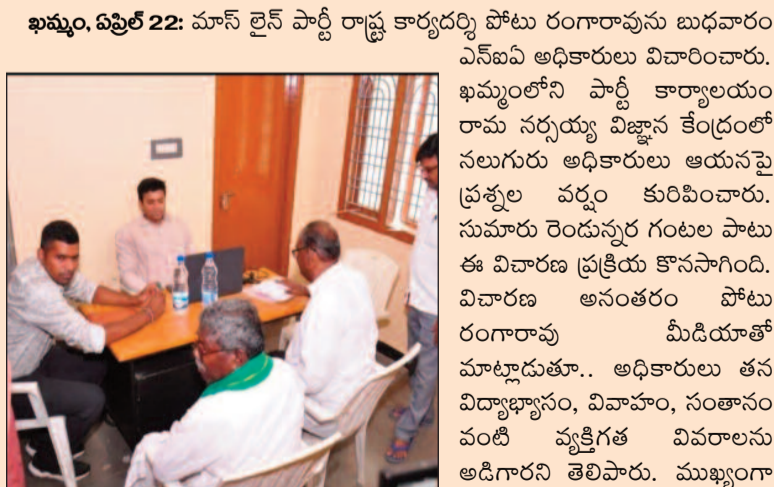 ఖమ్మం, ఏప్రిల్ 22: మాస్ లైన్ పార్టీ రాష్ట్ర కార్యదర్శి పోటు రంగారావును బుధవారం
ఎన్ఐఏ అధికారులు విచారించారు.
ఖమ్మంలోని పార్టీ కార్యాలయం
రామ నర్సయ్య విజ్ఞాన కేంద్రంలో
నలుగురు అధికారులు ఆయనపై
ప్రశ్నల వర్షం కురిపించారు.
సుమారు రెండున్నర గంటల పాటు
ఈ విచారణ ప్రక్రియ కొనసాగింది.
విచారణ అనంతరం పోటు
రంగారావు మీడియాతో
మాట్లాడుతూ.. అధికారులు తన
విద్యాభ్యాసం, వివాహం, సంతానం
వంటి వ్యక్తిగత వివరాలను
అడిగారని తెలిపారు. ముఖ్యంగా